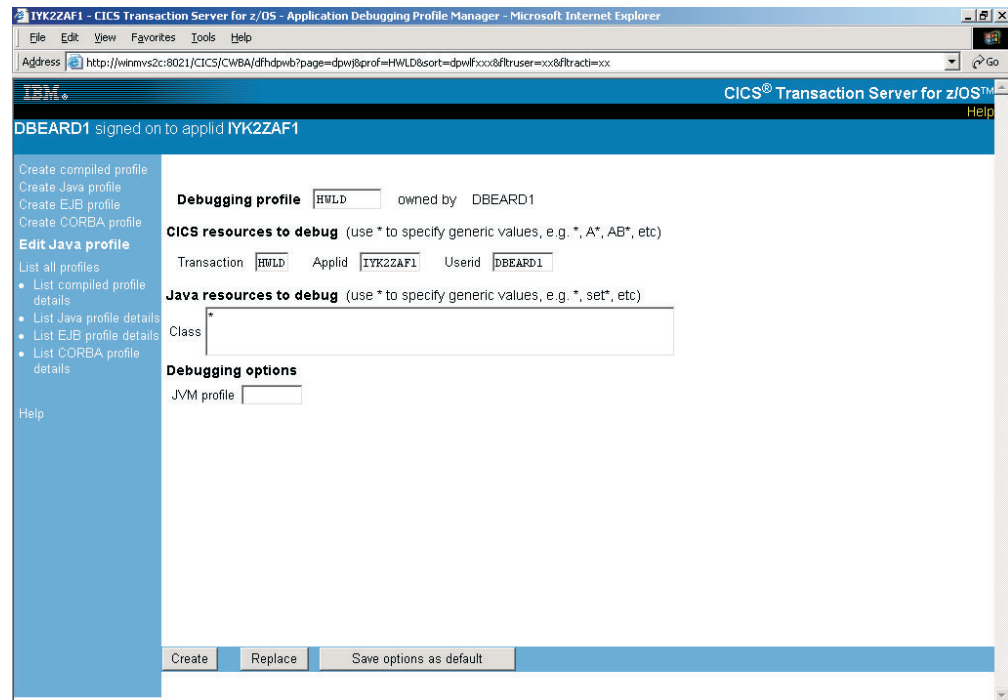 IYK2ZAF1 - CICS Transaction Server for z/OS - Application Debugging Profile Manager - Microsoft Internet Explorer
File Edit View Favorites Tools Help
Address http://winmvs2c:8021/CICS/CWBA/dfhdpwb?page=dpwj&prof=HWLD&sort=dpwlfxxx&fltruser=xx&fltracti=xx Go
IBM® CICS® Transaction Server for z/OS™
Help
DBEARD1 signed on to applid IYK2ZAF1
Create compiled profile
Create Java profile
Create EJB profile
Create CORBA profile
Edit Java profile
List all profiles
• List compiled profile
details
• List Java profile details
• List EJB profile details
• List CORBA profile
details
Help
Debugging profile HWLD owned by DBEARD1
CICS resources to debug (use * to specify generic values, e.g. *, A*, AB*, etc)
Transaction HWLD Applid IYK2ZAF1 Userid DBEARD1
Java resources to debug (use * to specify generic values, e.g. *, set*, etc)
Class *
Debugging options
JVM profile
Create Replace Save options as default